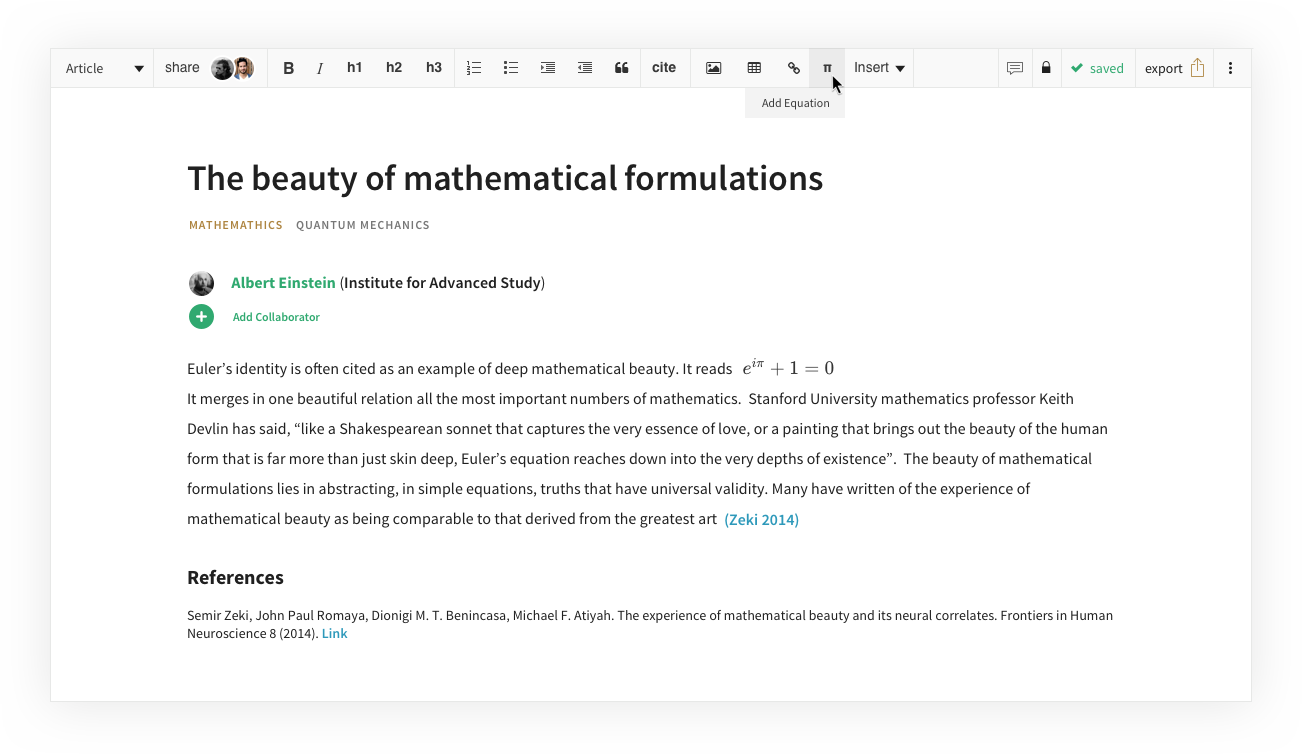 Article share B I h1 h2 h3 “ cite π Insert saved export
Add Equation
The beauty of mathematical formulations
MATHEMATHICS QUANTUM MECHANICS
Albert Einstein (Institute for Advanced Study)
Add Collaborator
Euler’s identity is often cited as an example of deep mathematical beauty. It reads e^{iπ} + 1 = 0
It merges in one beautiful relation all the most important numbers of mathematics. Stanford University mathematics professor Keith
Devlin has said, “like a Shakespearean sonnet that captures the very essence of love, or a painting that brings out the beauty of the human
form that is far more than just skin deep, Euler’s equation reaches down into the very depths of existence”. The beauty of mathematical
formulations lies in abstracting, in simple equations, truths that have universal validity. Many have written of the experience of
mathematical beauty as being comparable to that derived from the greatest art (Zeki 2014)
References
Semir Zeki, John Paul Romaya, Dionigi M. T. Benincasa, Michael F. Atiyah. The experience of mathematical beauty and its neural correlates. Frontiers in Human
Neuroscience 8 (2014). Link